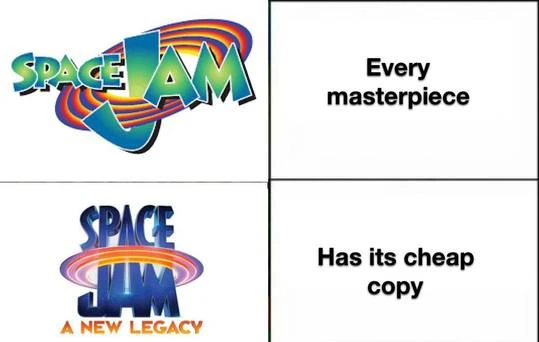 SPACE JAM
Every
masterpiece
SPACE
JAM
A NEW LEGACY
Has its cheap
copy